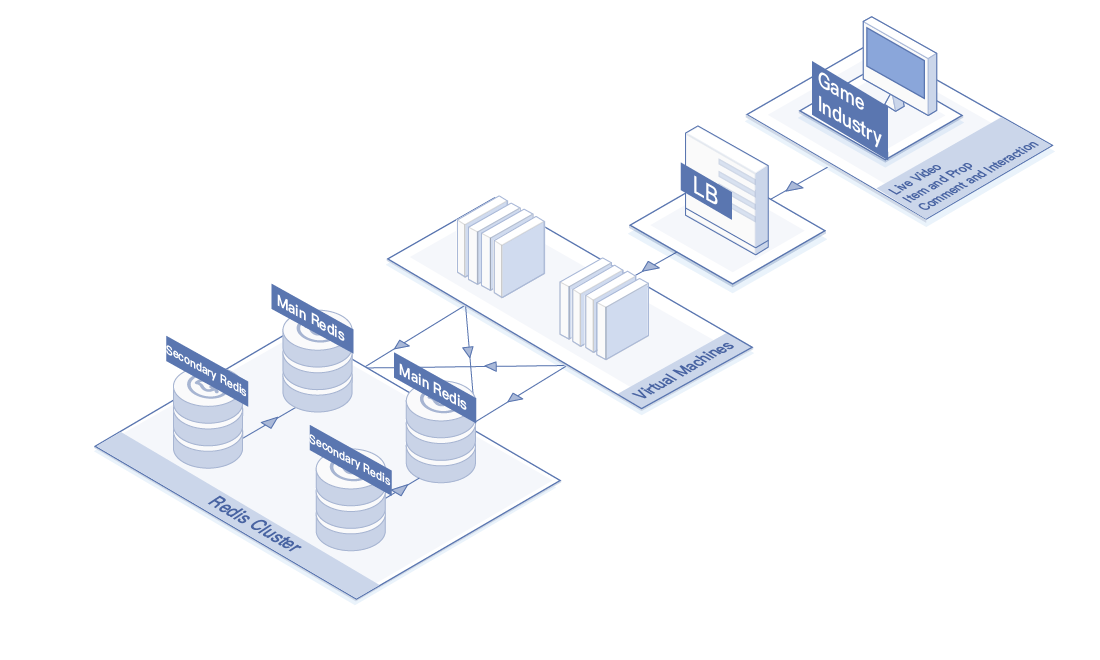 Game
Industry
Live Video
Item and Prop
Comment and Interaction
LB
Virtual Machines
Main Redis
Secondary Redis
Main Redis
Secondary Redis
Redis Cluster